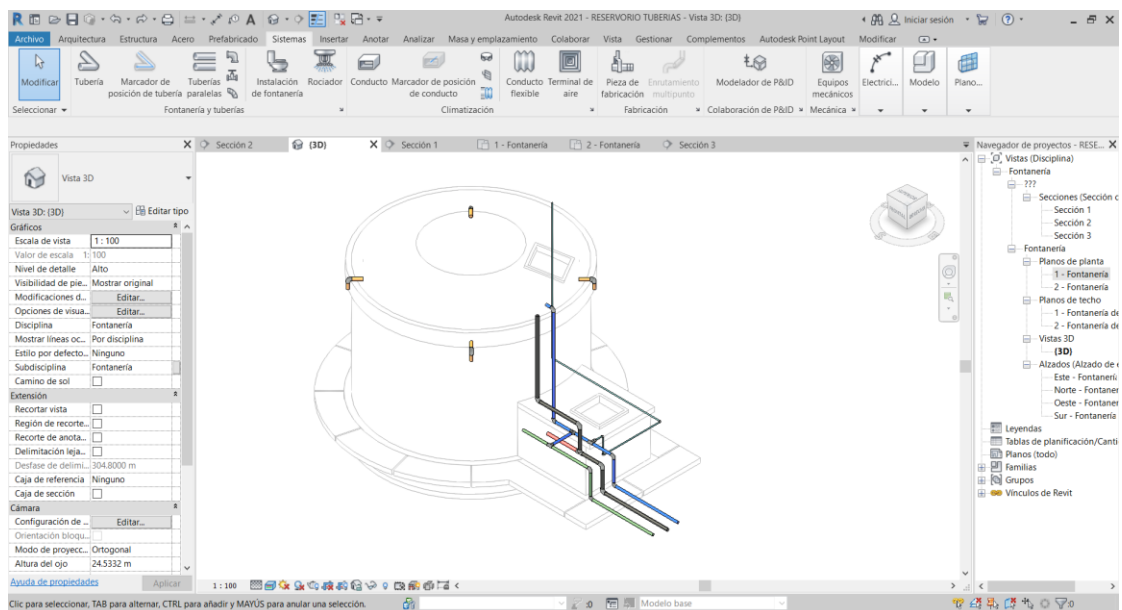 Autodesk Revit 2021 - RESERVORIO TUBERIAS - Vista 3D: {3D}
Iniciar sesión
Archivo Arquitectura Estructura Acero Prefabricado Sistemas Insertar Anotar Analizar Masa y emplazamiento Colaborar Vista Gestionar Complementos Autodesk Point Layout Modificar
Modificar
Tubería
Marcador de posición de tubería
Tuberías paralelas
Instalación de fontanería
Rociador
Conducto
Marcador de posición de conducto
Conducto flexible
Terminal de aire
Pieza de fabricación
Enrutamiento multipunto
Modelador de P&ID
Equipos mecánicos
Electrici...
Modelo
Plano...
Seleccionar
Fontanería y tuberías
Climatización
Fabricación
Colaboración de P&ID
Mecánica
Propiedades
Sección 2
{3D}
Sección 1
1 - Fontanería
2 - Fontanería
Sección 3
Vista 3D
Vista 3D: {3D}
Editar tipo
Gráficos
Escala de vista 1 : 100
Valor de escala 1: 100
Nivel de detalle Alto
Visibilidad de pie... Mostrar original
Modificaciones d... Editar...
Opciones de visua... Editar...
Disciplina Fontanería
Mostrar líneas oc... Por disciplina
Estilo por defecto... Ninguno
Subdisciplina Fontanería
Camino de sol
Extensión
Recortar vista
Región de recorte...
Recorte de anota...
Delimitación leja...
Desfase de delimi... 304.8000 m
Caja de referencia Ninguno
Caja de sección
Cámara
Configuración de ... Editar...
Orientación bloqu...
Modo de proyecc... Ortogonal
Altura del ojo 24.5332 m
Ayuda de propiedades Aplicar
1 : 100
Clic para seleccionar, TAB para alternar, CTRL para añadir y MAYÚS para anular una selección.
:0
Modelo base
:0
Navegador de proyectos - RESE...
Vistas (Disciplina)
Fontanería
???
Secciones (Sección c
Sección 1
Sección 2
Sección 3
Fontanería
Planos de planta
1 - Fontanería
2 - Fontanería
Planos de techo
1 - Fontanería de
2 - Fontanería de
Vistas 3D
{3D}
Alzados (Alzado de e
Este - Fontanerí
Norte - Fontaner
Oeste - Fontaner
Sur - Fontanería
Leyendas
Tablas de planificación/Canti
Planos (todo)
Familias
Grupos
Vínculos de Revit